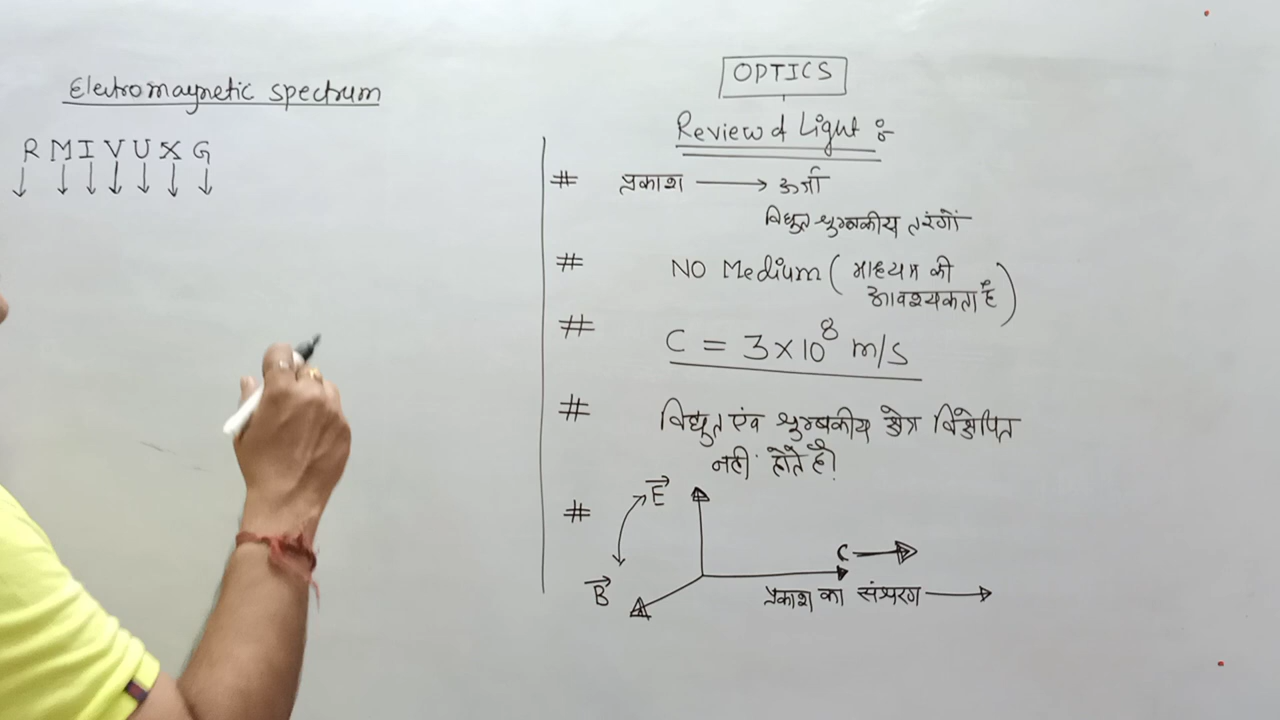 Electromagnetic spectrum
R M I V U X G
OPTICS
Review of Light :-
# प्रकाश → ऊर्जा
विद्युत चुम्बकीय तरंगों
# NO Medium ( माध्यम की
आवश्यकता है )
# C = 3×10⁸ m/s
# विद्युत एंव चुम्बकीय क्षेत्र विक्षेपित
नहीं होते है।
#
E⃗
C →
B⃗
प्रकाश का संचरण →